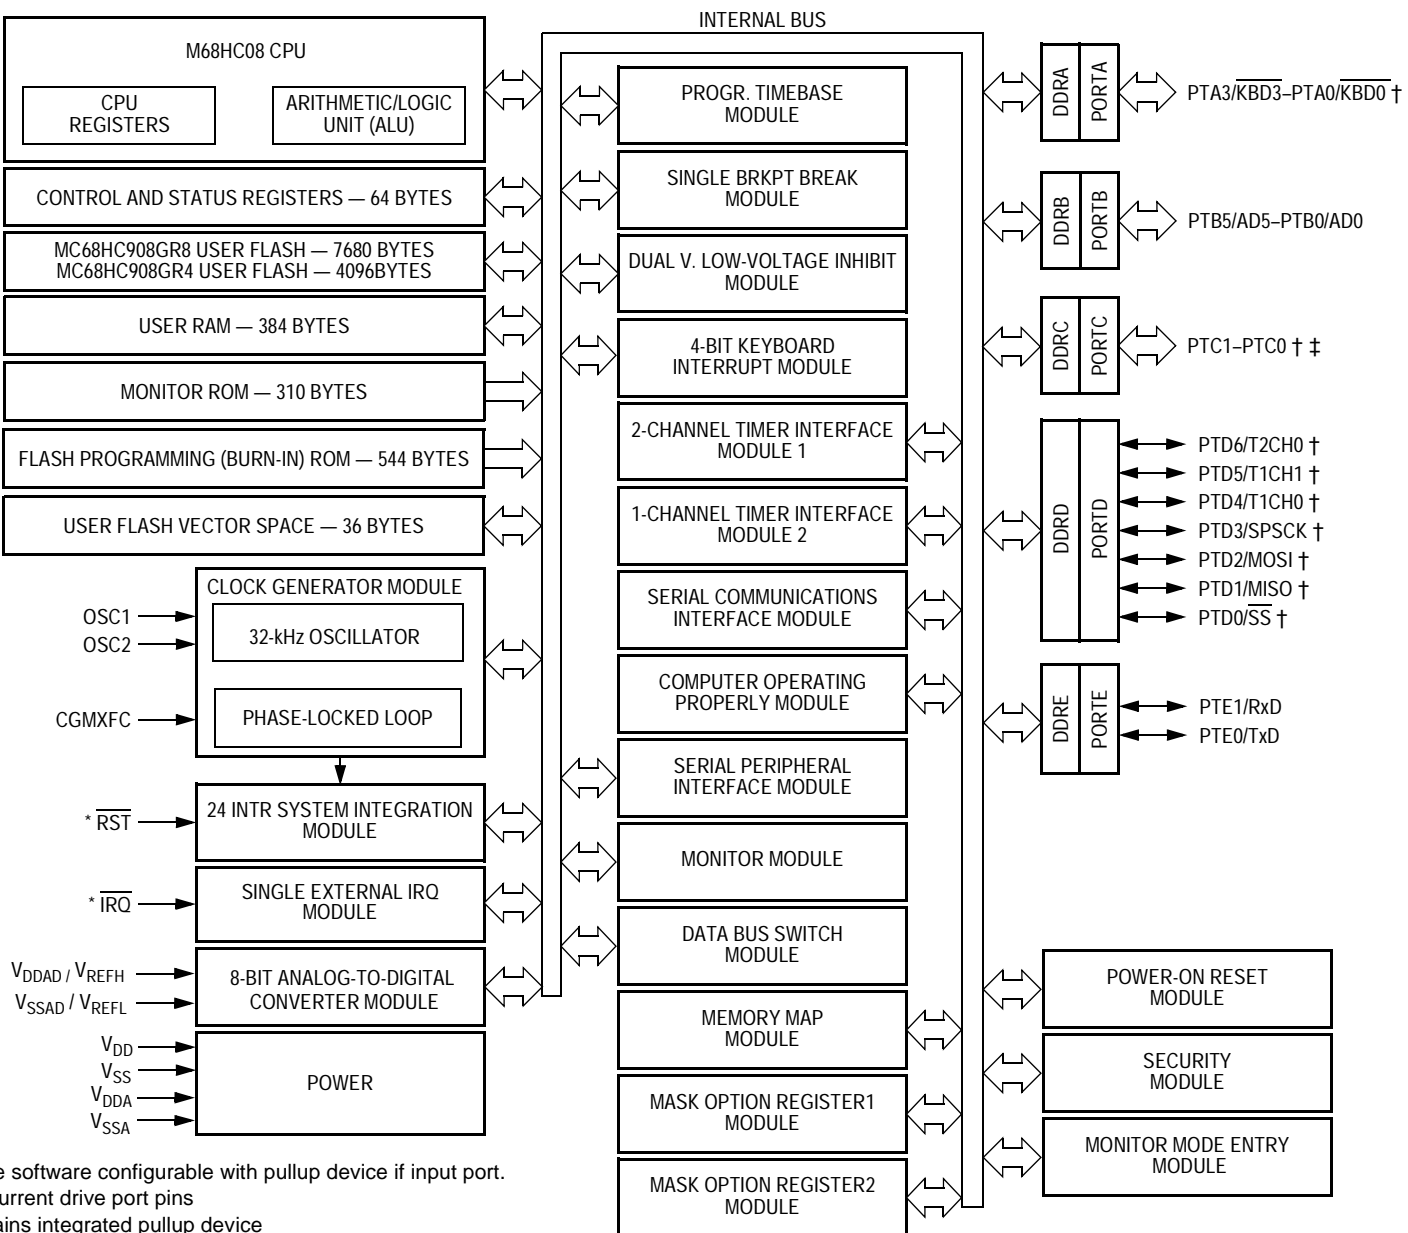 INTERNAL BUS
M68HC08 CPU
CPU
REGISTERS
ARITHMETIC/LOGIC
UNIT (ALU)
CONTROL AND STATUS REGISTERS — 64 BYTES
MC68HC908GR8 USER FLASH — 7680 BYTES
MC68HC908GR4 USER FLASH — 4096BYTES
USER RAM — 384 BYTES
MONITOR ROM — 310 BYTES
FLASH PROGRAMMING (BURN-IN) ROM — 544 BYTES
USER FLASH VECTOR SPACE — 36 BYTES
CLOCK GENERATOR MODULE
32-kHz OSCILLATOR
PHASE-LOCKED LOOP
OSC1
OSC2
CGMXFC
* RST
24 INTR SYSTEM INTEGRATION
MODULE
* IRQ
SINGLE EXTERNAL IRQ
MODULE
VDDAD / VREFH
VSSAD / VREFL
8-BIT ANALOG-TO-DIGITAL
CONVERTER MODULE
VDD
VSS
VDDA
VSSA
POWER
PROGR. TIMEBASE
MODULE
SINGLE BRKPT BREAK
MODULE
DUAL V. LOW-VOLTAGE INHIBIT
MODULE
4-BIT KEYBOARD
INTERRUPT MODULE
2-CHANNEL TIMER INTERFACE
MODULE 1
1-CHANNEL TIMER INTERFACE
MODULE 2
SERIAL COMMUNICATIONS
INTERFACE MODULE
COMPUTER OPERATING
PROPERLY MODULE
SERIAL PERIPHERAL
INTERFACE MODULE
MONITOR MODULE
DATA BUS SWITCH
MODULE
MEMORY MAP
MODULE
MASK OPTION REGISTER1
MODULE
MASK OPTION REGISTER2
MODULE
DDRA
PORTA
PTA3/KBD3–PTA0/KBD0 †
DDRB
PORTB
PTB5/AD5–PTB0/AD0
DDRC
PORTC
PTC1–PTC0 † ‡
DDRD
PORTD
PTD6/T2CH0 †
PTD5/T1CH1 †
PTD4/T1CH0 †
PTD3/SPSCK †
PTD2/MOSI †
PTD1/MISO †
PTD0/SS †
DDRE
PORTE
PTE1/RxD
PTE0/TxD
POWER-ON RESET
MODULE
SECURITY
MODULE
MONITOR MODE ENTRY
MODULE
software configurable with pullup device if input port.
drive port pins
integrated pullup device